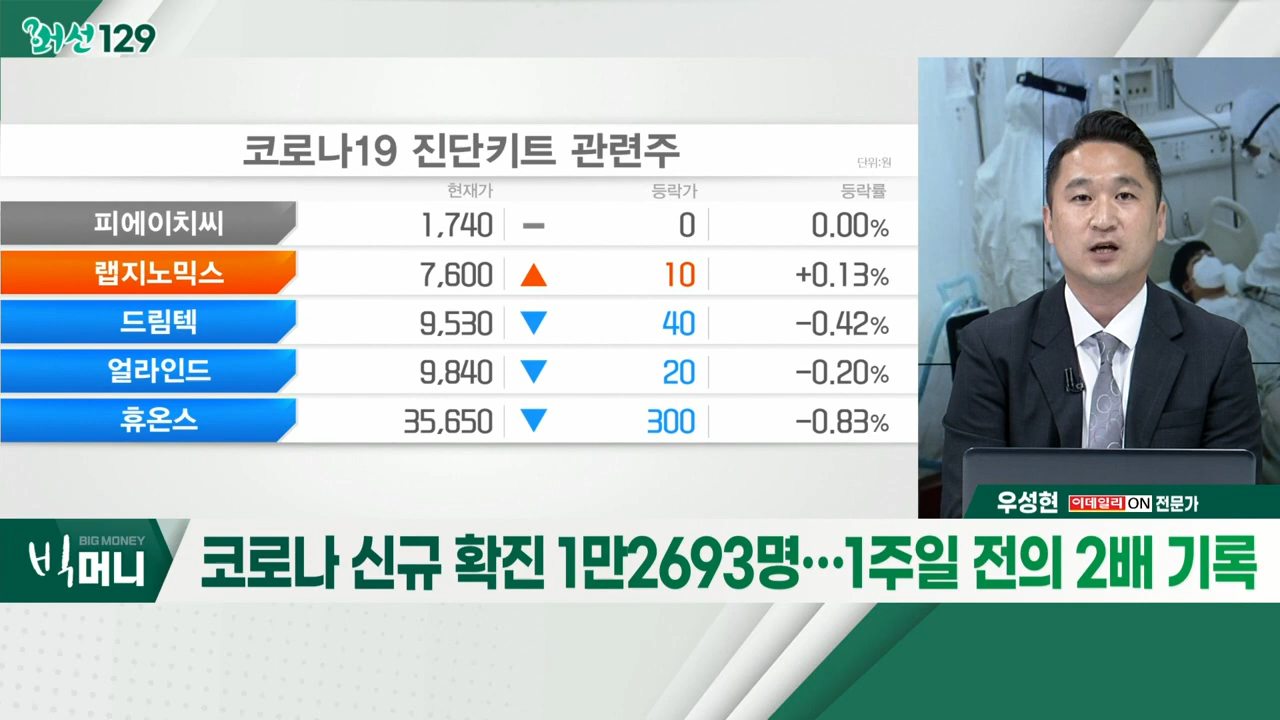 머선129
코로나19 진단키트 관련주
단위:원
현재가 등락가 등락률
피에이치씨 1,740 － 0 0.00%
랩지노믹스 7,600 ▲ 10 +0.13%
드림텍 9,530 ▼ 40 -0.42%
얼라인드 9,840 ▼ 20 -0.20%
휴온스 35,650 ▼ 300 -0.83%
우성현 이데일리 ON 전문가
BIG MONEY
빅머니
코로나 신규 확진 1만2693명…1주일 전의 2배 기록